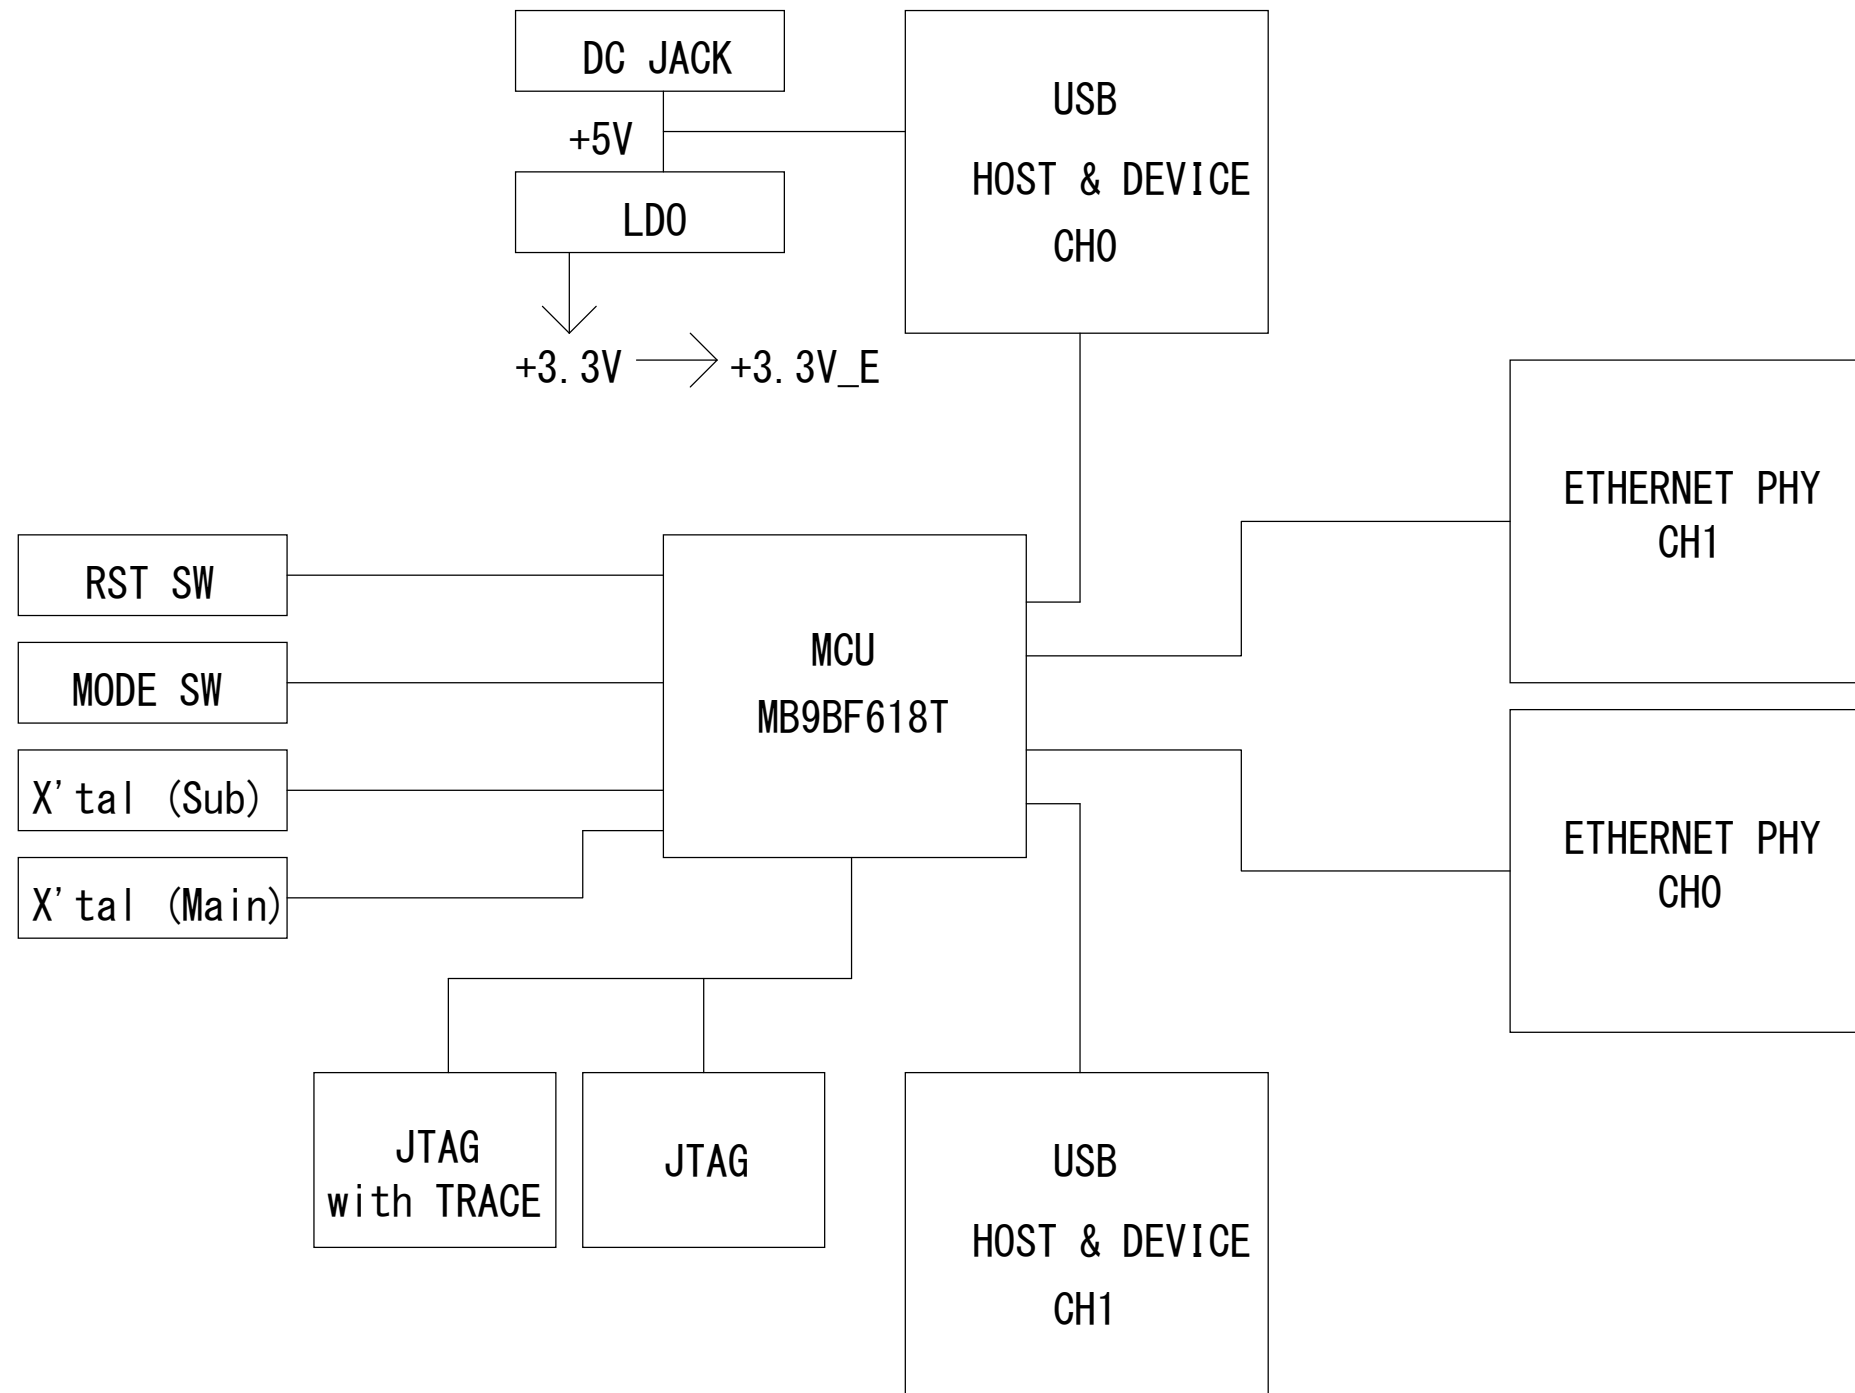 DC JACK
+5V
LDO
+3.3V
+3.3V_E
USB
HOST & DEVICE
CH0
ETHERNET PHY
CH1
RST SW
MODE SW
X'tal (Sub)
X'tal (Main)
MCU
MB9BF618T
ETHERNET PHY
CH0
JTAG
with TRACE
JTAG
USB
HOST & DEVICE
CH1